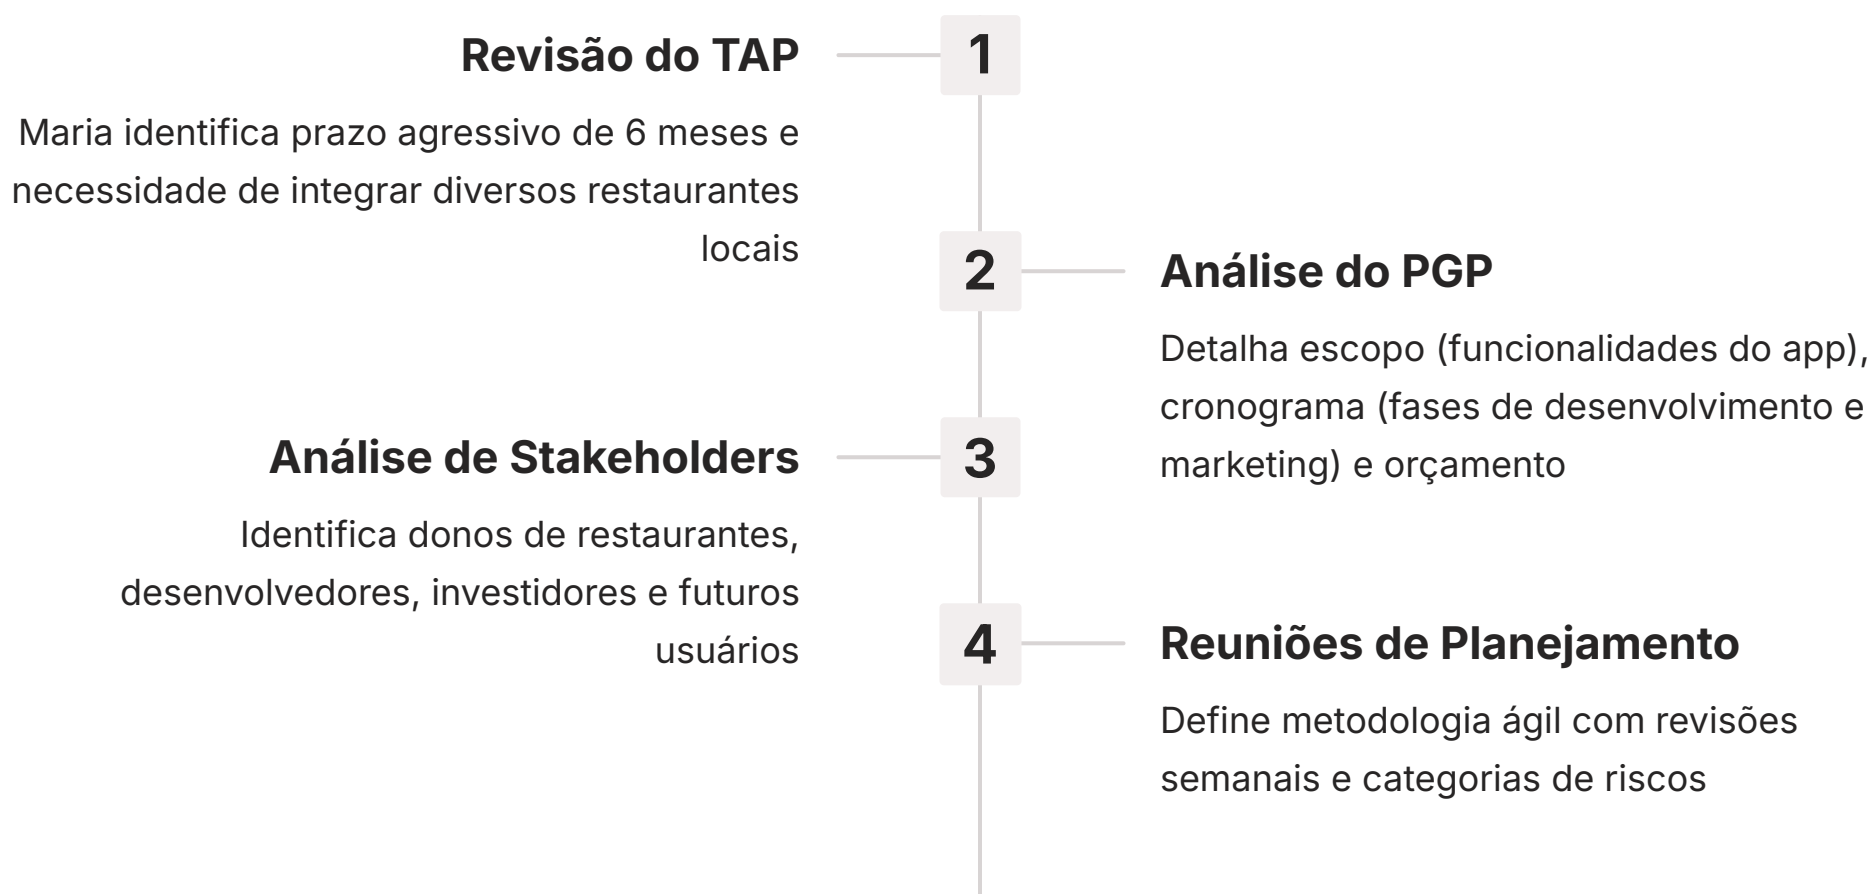 1
Revisão do TAP
Maria identifica prazo agressivo de 6 meses e
necessidade de integrar diversos restaurantes
locais
2
Análise do PGP
Detalha escopo (funcionalidades do app),
cronograma (fases de desenvolvimento e
marketing) e orçamento
3
Análise de Stakeholders
Identifica donos de restaurantes,
desenvolvedores, investidores e futuros
usuários
4
Reuniões de Planejamento
Define metodologia ágil com revisões
semanais e categorias de riscos